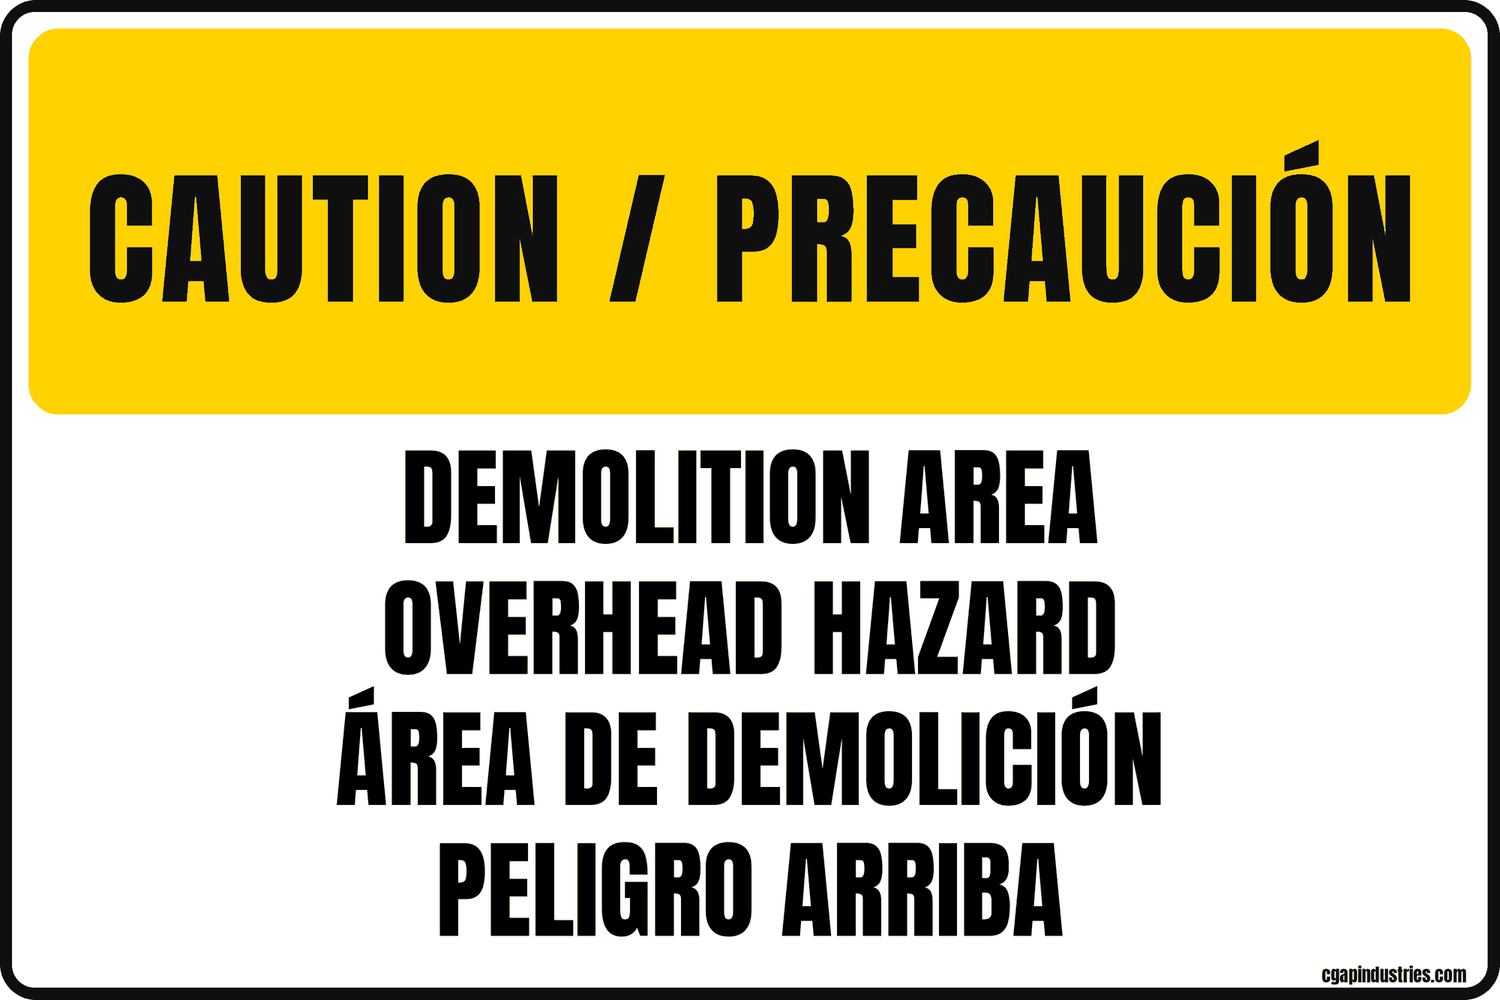 CAUTION / PRECAUCIÓN
DEMOLITION AREA
OVERHEAD HAZARD
ÁREA DE DEMOLICIÓN
PELIGRO ARRIBA
cgapindustries.com